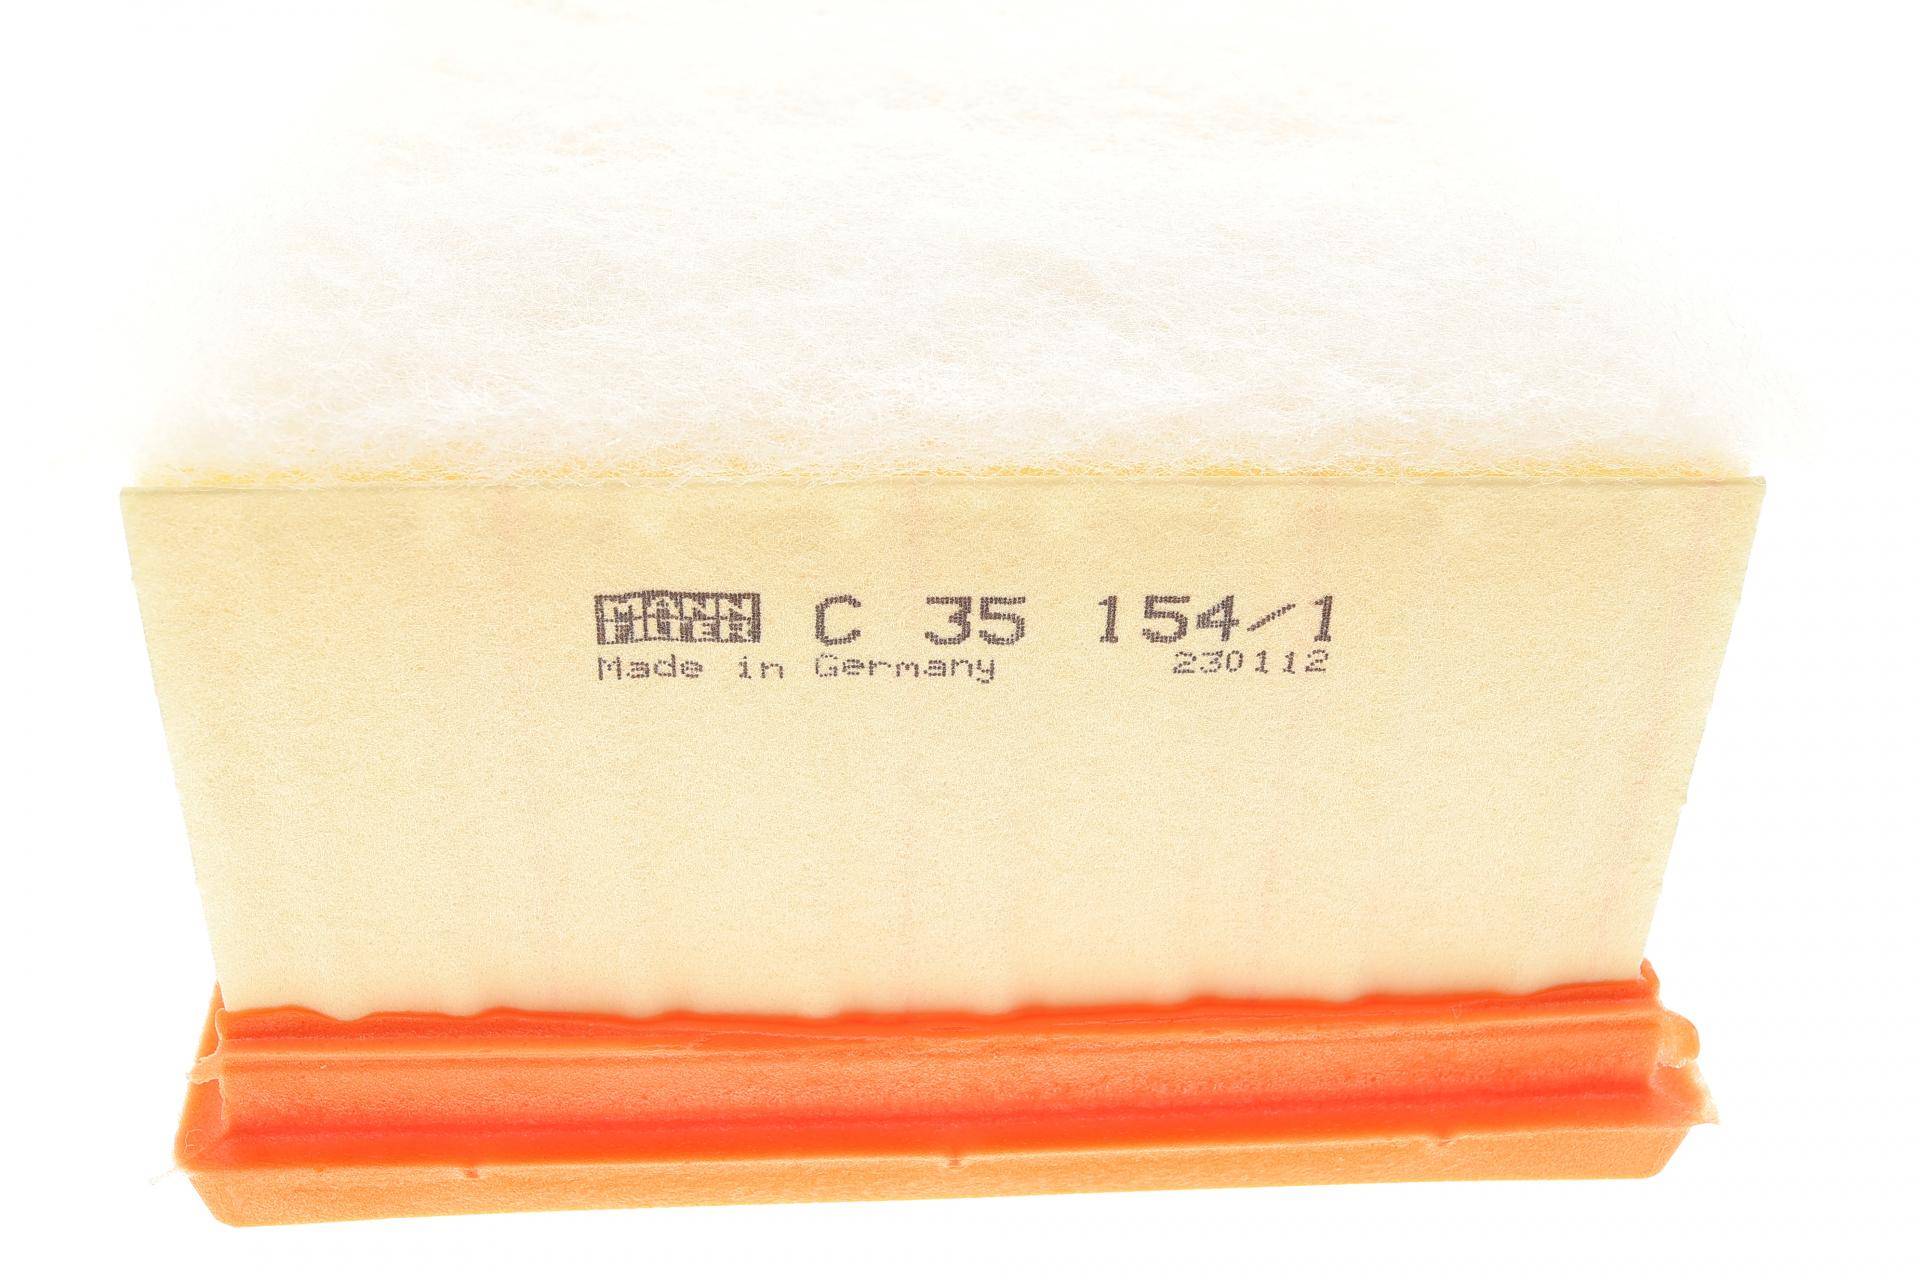 MANN FILTER C 35 154/1
Made in Germany 230112